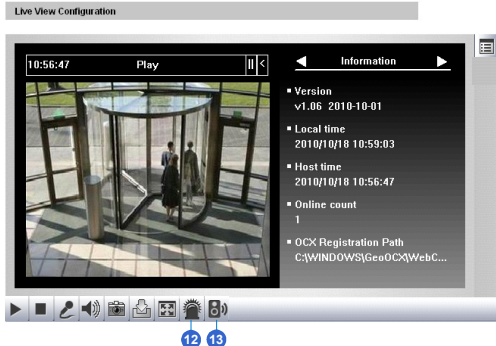 Live View Configuration
10:56:47 Play
Information
Version
v1.06 2010-10-01
Local time
2010/10/18 10:59:03
Host time
2010/10/18 10:56:47
Online count
1
OCX Registration Path
C:\WINDOWS\GeoOCX\WebC...
12 13